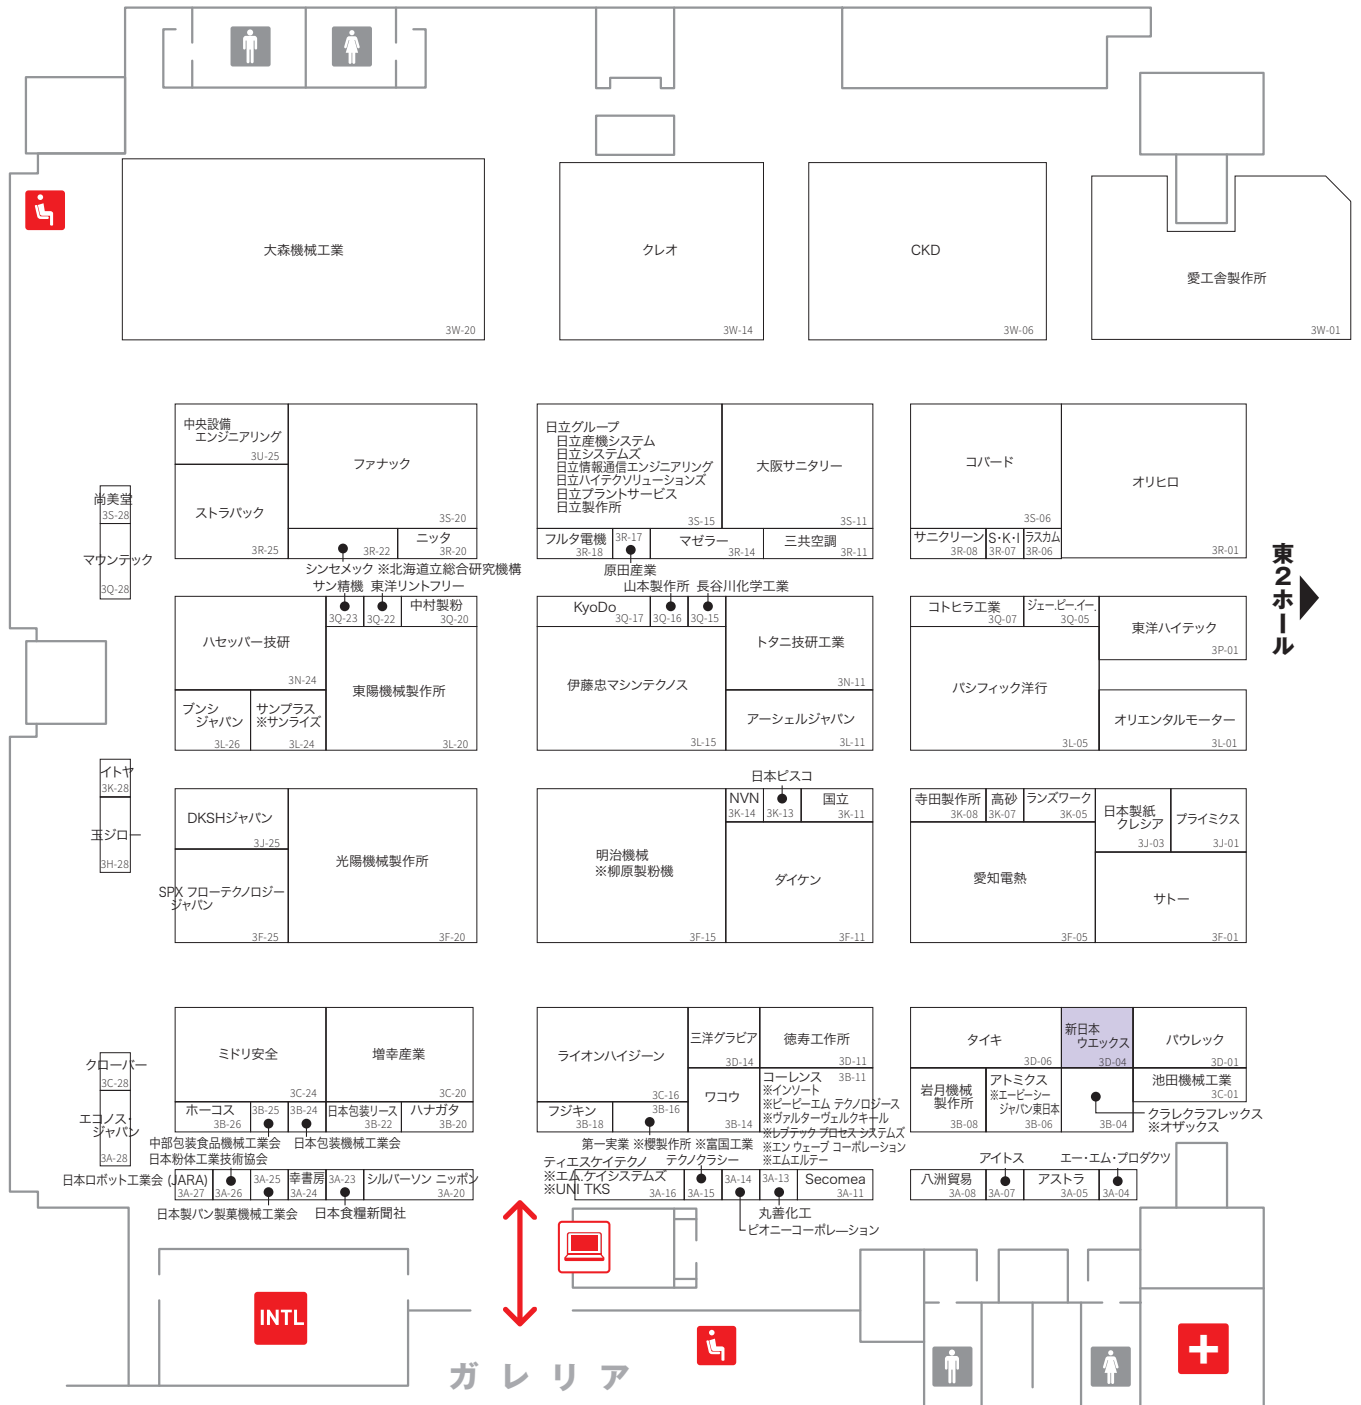 大森機械工業
3W-20
クレオ
3W-14
CKD
3W-06
愛工舎製作所
3W-01
中央設備
エンジニアリング
3U-25
ファナック
3S-20
ストラパック
3R-25
3R-22
ニッタ
3R-20
シンセメック ※北海道立総合研究機構
日立グループ
日立産機システム
日立システムズ
日立情報通信エンジニアリング
日立ハイテクソリューションズ
日立プラントサービス
日立製作所
3S-15
大阪サニタリー
3S-11
フルタ電機
3R-18
3R-17
原田産業
マゼラー
3R-14
三共空調
3R-11
コバード
3S-06
オリヒロ
3R-01
サニクリーン
3R-08
S・K・I
3R-07
ラスカム
3R-06
尚美堂
3S-28
マウンテック
3Q-28
東2ホール
サン精機
3Q-23
東洋リントフリー
3Q-22
中村製粉
3Q-20
ハセッパー技研
3N-24
東陽機械製作所
3L-20
ブンシ
ジャパン
3L-26
サンプラス
※サンライズ
3L-24
山本製作所
長谷川化学工業
KyoDo
3Q-17
3Q-16
3Q-15
トタニ技研工業
3N-11
伊藤忠マシンテクノス
3L-15
アーシェルジャパン
3L-11
コトヒラ工業
3Q-07
ジェー.ピー.イー.
3Q-05
東洋ハイテック
3P-01
パシフィック洋行
3L-05
オリエンタルモーター
3L-01
イトヤ
3K-28
玉ジロー
3H-28
DKSHジャパン
3J-25
光陽機械製作所
3F-20
SPX フローテクノロジー
ジャパン
3F-25
日本ピスコ
NVN
3K-14
3K-13
国立
3K-11
明治機械
※柳原製粉機
3F-15
ダイケン
3F-11
寺田製作所
3K-08
高砂
3K-07
ランズワーク
3K-05
日本製紙
クレシア
3J-03
プライミクス
3J-01
愛知電熱
3F-05
サトー
3F-01
クローバー
3C-28
エコノス・
ジャパン
3A-28
ミドリ安全
3C-24
増幸産業
3C-20
ホーコス
3B-26
3B-25
3B-24
日本包装リース
3B-22
ハナガタ
3B-20
中部包装食品機械工業会
日本包装機械工業会
日本粉体工業技術協会
日本ロボット工業会 (JARA)
3A-27
3A-26
3A-25
幸書房
3A-24
3A-23
シルバーソン ニッポン
3A-20
日本製パン製菓機械工業会
日本食糧新聞社
ライオンハイジーン
3C-16
三洋グラビア
3D-14
徳寿工作所
3D-11
ワコウ
3B-14
コーレンス
3B-11
※インソート
※ピーピーエム テクノロジース
※ヴァルターヴェルクキール
※レブテック プロセス システムズ
※エン ウェーブ コーポレーション
※エムエルテー
フジキン
3B-18
3B-16
第一実業 ※櫻製作所 ※富国工業
ティエスケイテクノ
※エム.ケイシステムズ
※UNI TKS
3A-16
テクノクラシー
3A-15
3A-14
3A-13
Secomea
3A-11
丸善化工
ピオニーコーポレーション
タイキ
3D-06
新日本
ウエックス
3D-04
パウレック
3D-01
岩月機械
製作所
3B-08
アトミクス
※エービーシー
ジャパン東日本
3B-06
3B-04
池田機械工業
3C-01
クラレクラフレックス
※オザックス
八洲貿易
3A-08
アイトス
3A-07
アストラ
3A-05
エー・エム・プロダクツ
3A-04
INTL
ガレリア